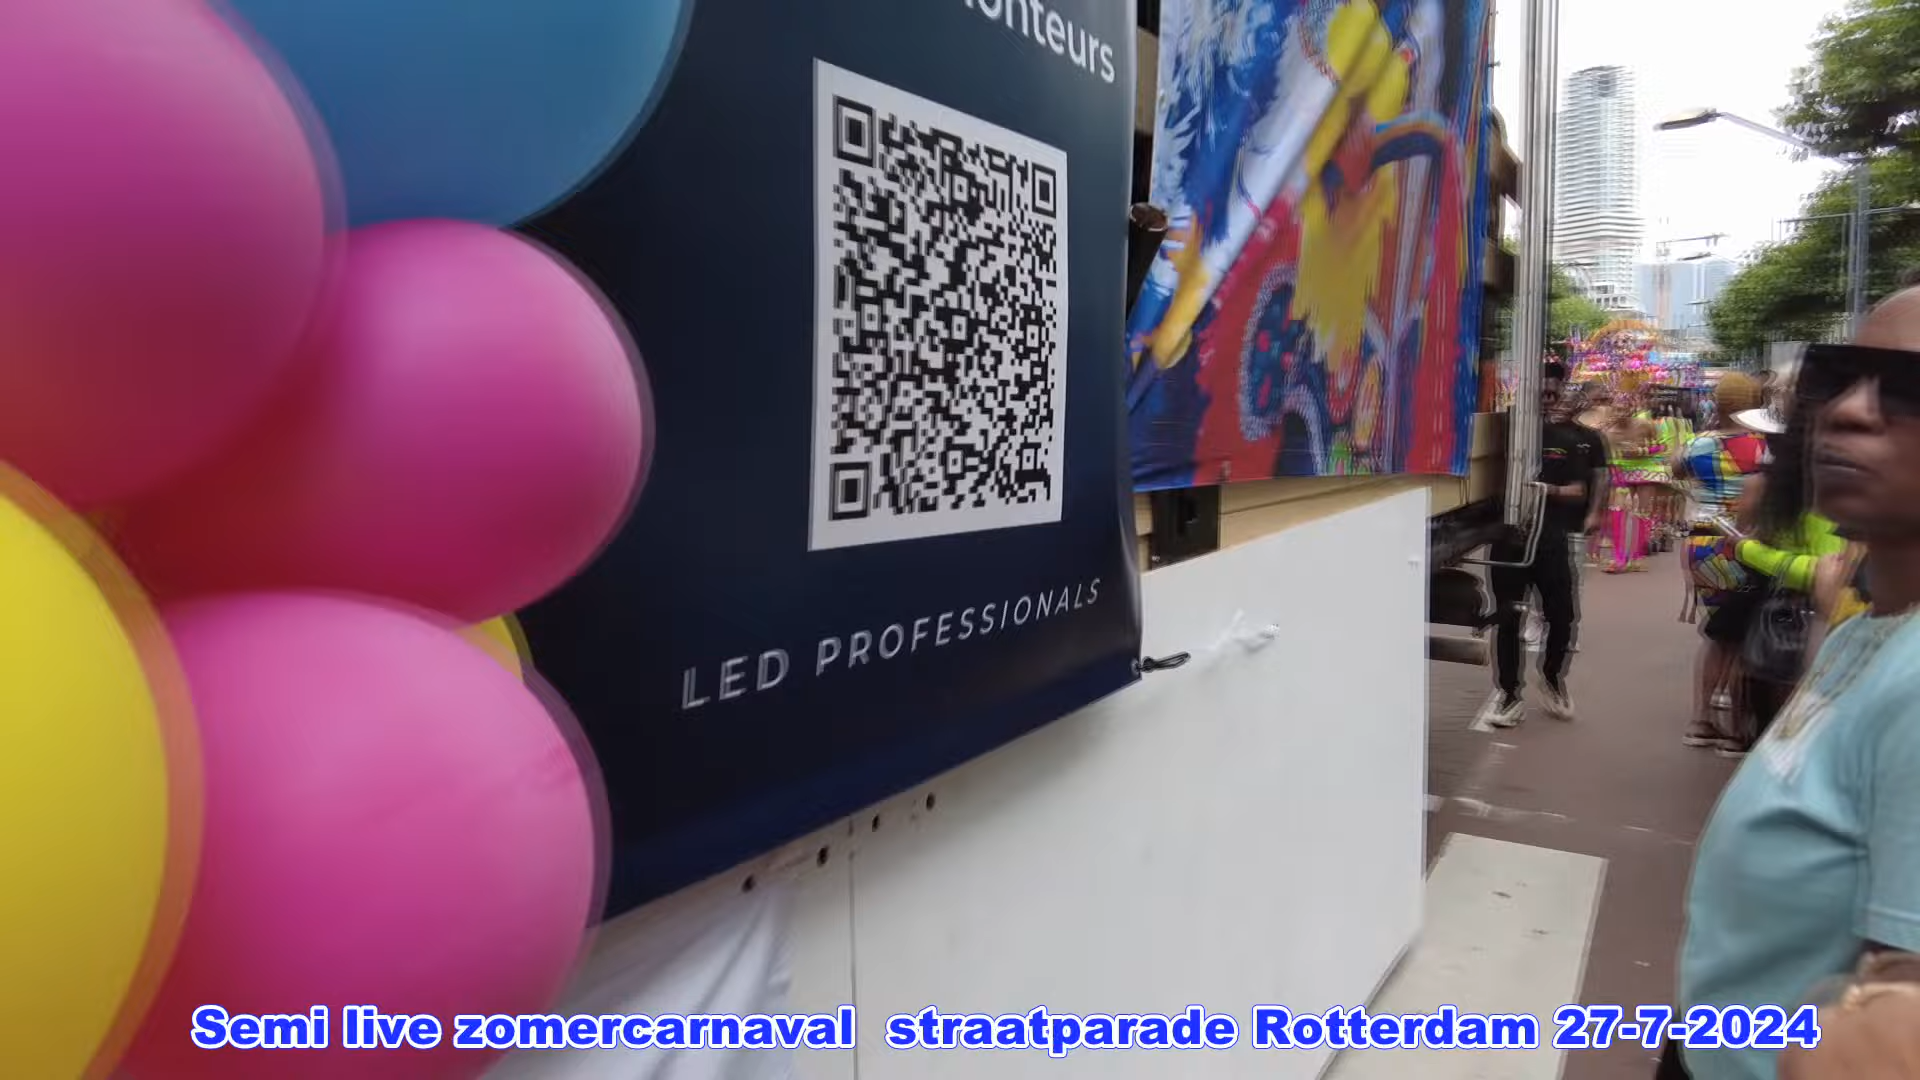 LED PROFESSIONALS
Semi live zomercarnaval straatparade Rotterdam 27-7-2024